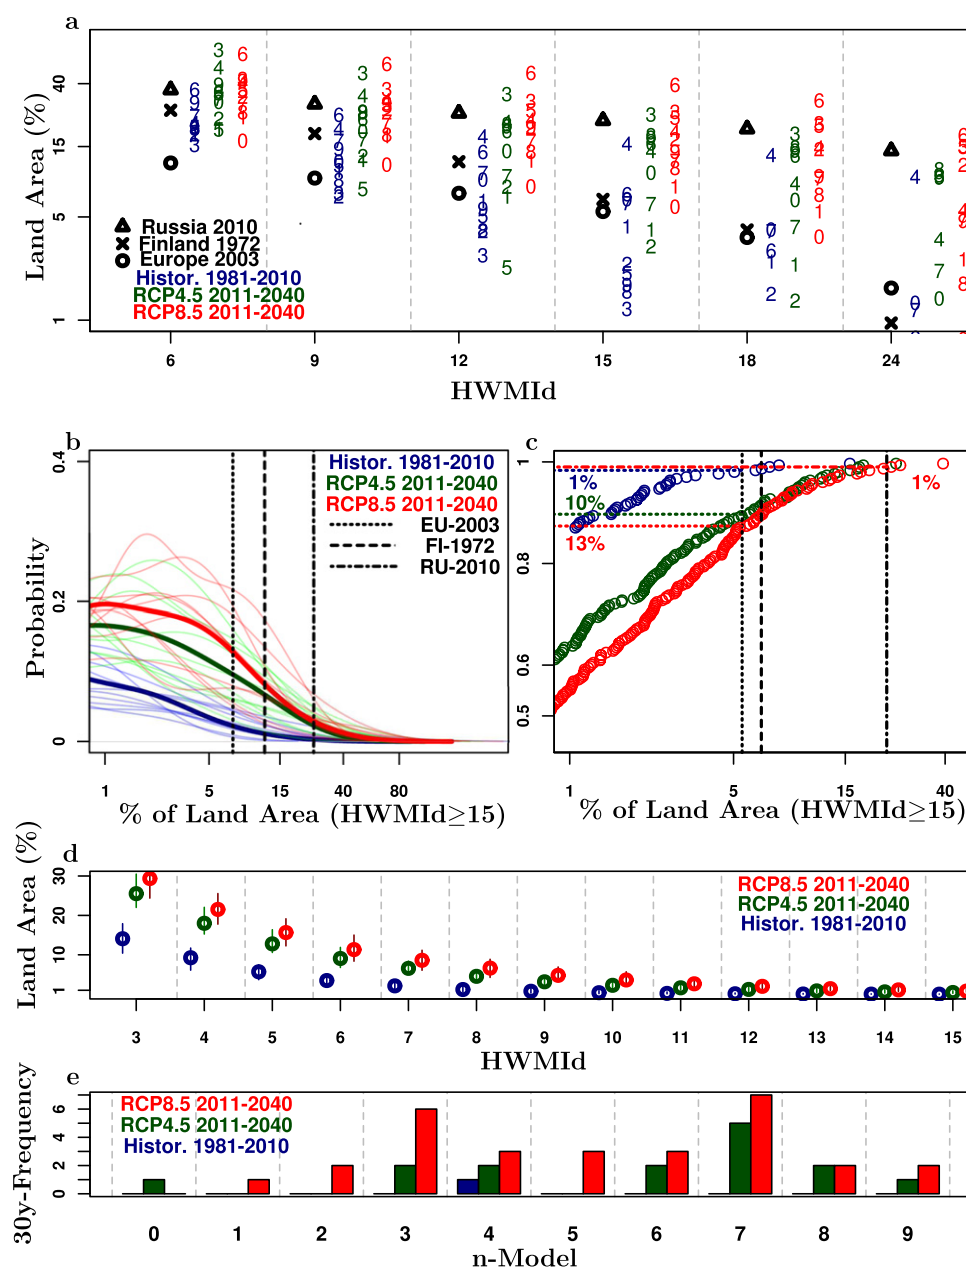 a
Land Area (%)
40
15
5
1
Russia 2010
Finland 1972
Europe 2003
Histor. 1981-2010
RCP4.5 2011-2040
RCP8.5 2011-2040
6 9 12 15 18 24
HWMId
b
Probability
0.4
0.2
0
Histor. 1981-2010
RCP4.5 2011-2040
RCP8.5 2011-2040
EU-2003
FI-1972
RU-2010
1 5 15 40 80
% of Land Area (HWMId≥15)
c
1
0.8
0.6
0.5
1%
10%
13%
1%
1 5 15 40
% of Land Area (HWMId≥15)
d
Land Area (%)
30
20
10
1
RCP8.5 2011-2040
RCP4.5 2011-2040
Histor. 1981-2010
3 4 5 6 7 8 9 10 11 12 13 14 15
HWMId
e
30y-Frequency
6
4
2
0
RCP8.5 2011-2040
RCP4.5 2011-2040
Histor. 1981-2010
0 1 2 3 4 5 6 7 8 9
n-Model